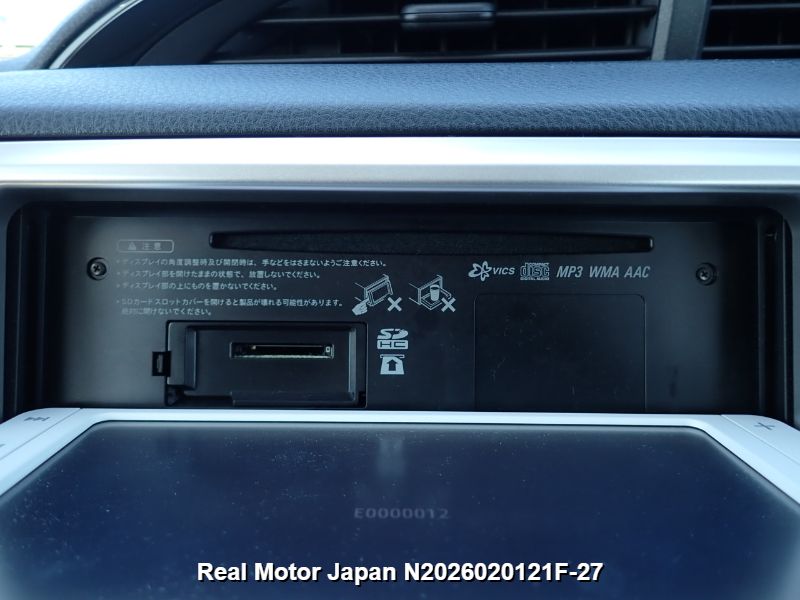 注意
・ディスプレイの角度調整時及び開閉時は、手などをはさまないようご注意ください。
・ディスプレイ部を開けたままの状態で、放置しないでください。
・ディスプレイ部の上にものを置かないでください。
・SDカードスロットカバーを開けると製品が壊れる可能性があります。
絶対に開けないでください。
VICS COMPACT disc DIGITAL AUDIO MP3 WMA AAC
SD HC
E0000012
Real Motor Japan N2026020121F-27